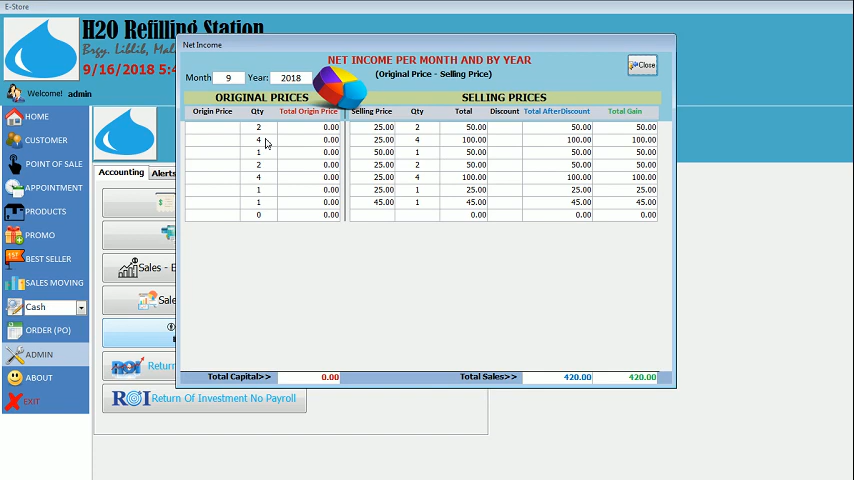 E-Store
H20 Refilling Station
Brgy. Liblib, Mal
9/16/2018 5:4
Welcome! admin
HOME
CUSTOMER
POINT OF SALE
APPOINTMENT
PRODUCTS
PROMO
BEST SELLER
SALES MOVING
Cash
ORDER (PO)
ADMIN
ABOUT
EXIT
Accounting Alerts
Sales - E
Sale
ROI Return
ROI Return Of Investment No Payroll
Net Income
NET INCOME PER MONTH AND BY YEAR
(Original Price - Selling Price)
Close
Month 9 Year: 2018
ORIGINAL PRICES SELLING PRICES
Origin Price Qty Total Origin Price Selling Price Qty Total Discount Total AfterDiscount Total Gain
2 0.00 25.00 2 50.00 50.00 50.00
4 0.00 25.00 4 100.00 100.00 100.00
1 0.00 50.00 1 50.00 50.00 50.00
2 0.00 25.00 2 50.00 50.00 50.00
4 0.00 25.00 4 100.00 100.00 100.00
1 0.00 25.00 1 25.00 25.00 25.00
1 0.00 45.00 1 45.00 45.00 45.00
0 0.00 0.00 0.00 0.00
Total Capital>> 0.00 Total Sales>> 420.00 420.00